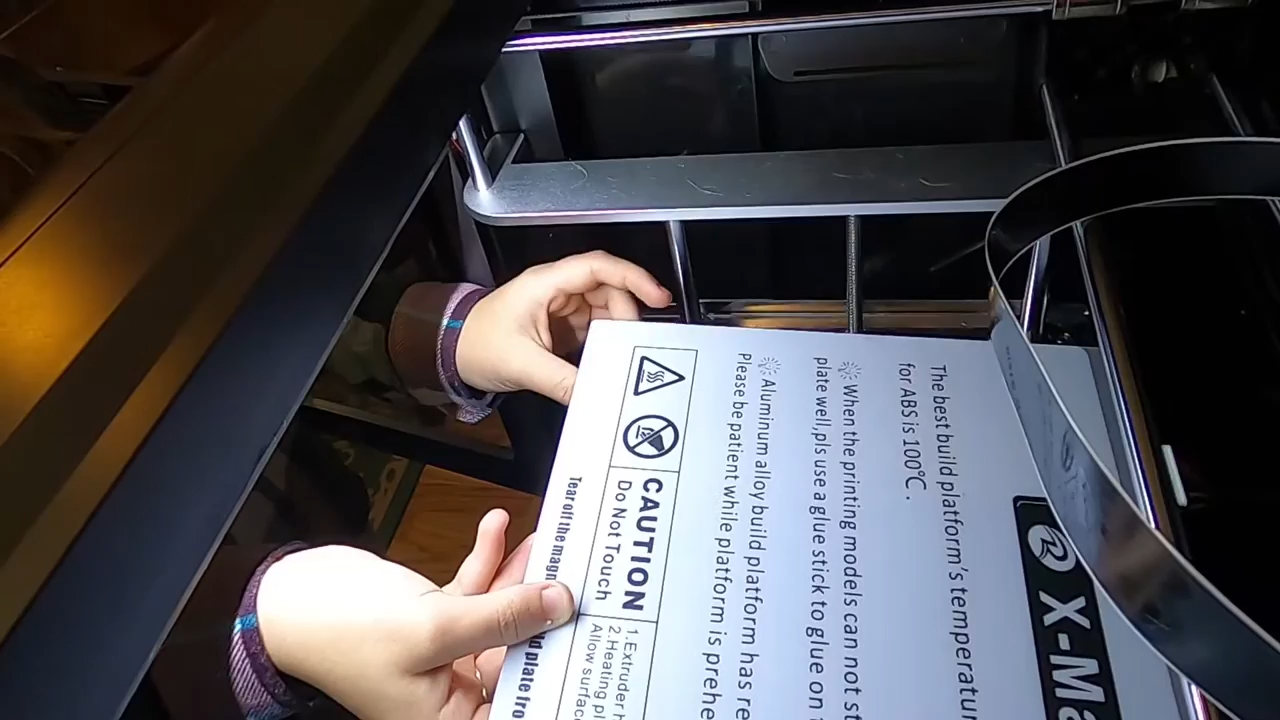 X-Ma
The best build platform's temperatur
for ABS is 100℃.
When the printing models can not s
plate well,pls use a glue stick to glue on
Aluminum alloy build platform has re
Please be patient while platform is prehe
CAUTION
Do Not Touch
1.Extruder
2.Heating pl
Allow surface
Tear off the magn
ld plate fro